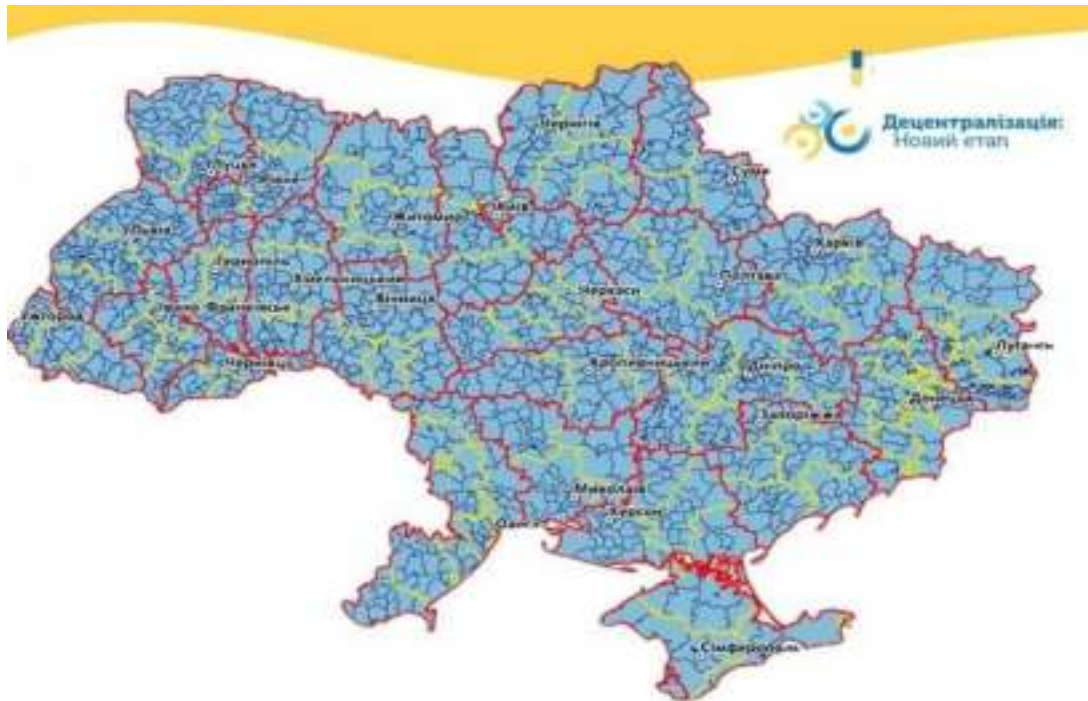 Децентралізація:
Новий етап
Чернігів
Суми
Луцьк
Рівне
Київ
Житомир
Львів
Харків
Тернопіль
Хмельницький
Полтава
Вінниця
Черкаси
Івано-Франківськ
Ужгород
Луганськ
Чернівці
Кропивницький
Дніпро
Донецьк
Запоріжжя
Миколаїв
Херсон
Одеса
Сімферополь